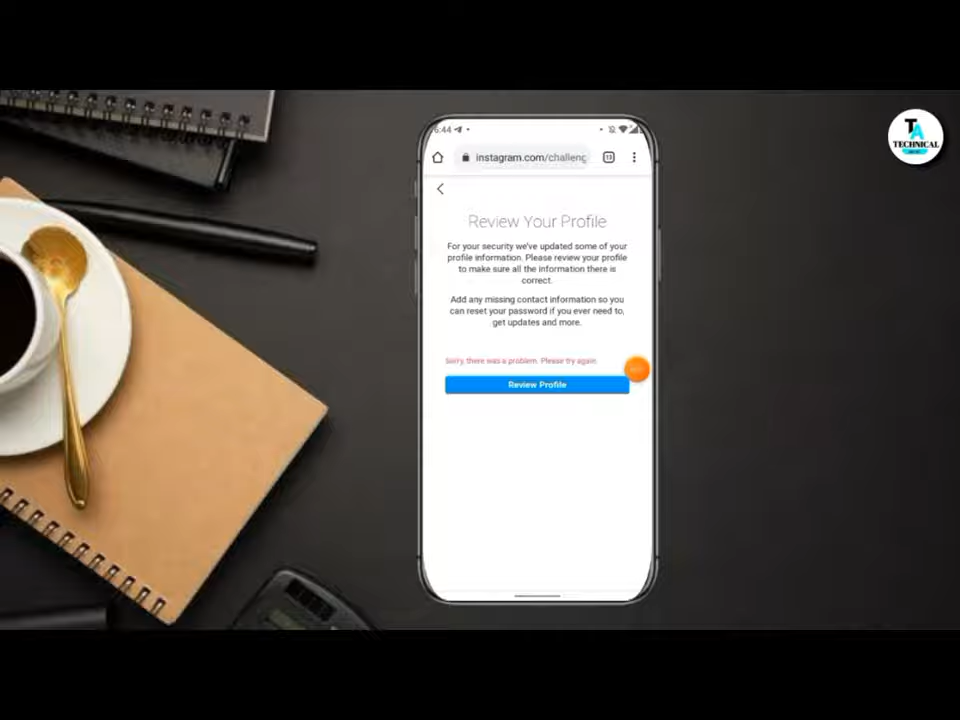 6:44
instagram.com/challeng
13
Review Your Profile
For your security we've updated some of your
profile information. Please review your profile
to make sure all the information there is
correct.
Add any missing contact information so you
can reset your password if you ever need to,
get updates and more.
Sorry, there was a problem. Please try again.
Review Profile
TA
TECHNICAL